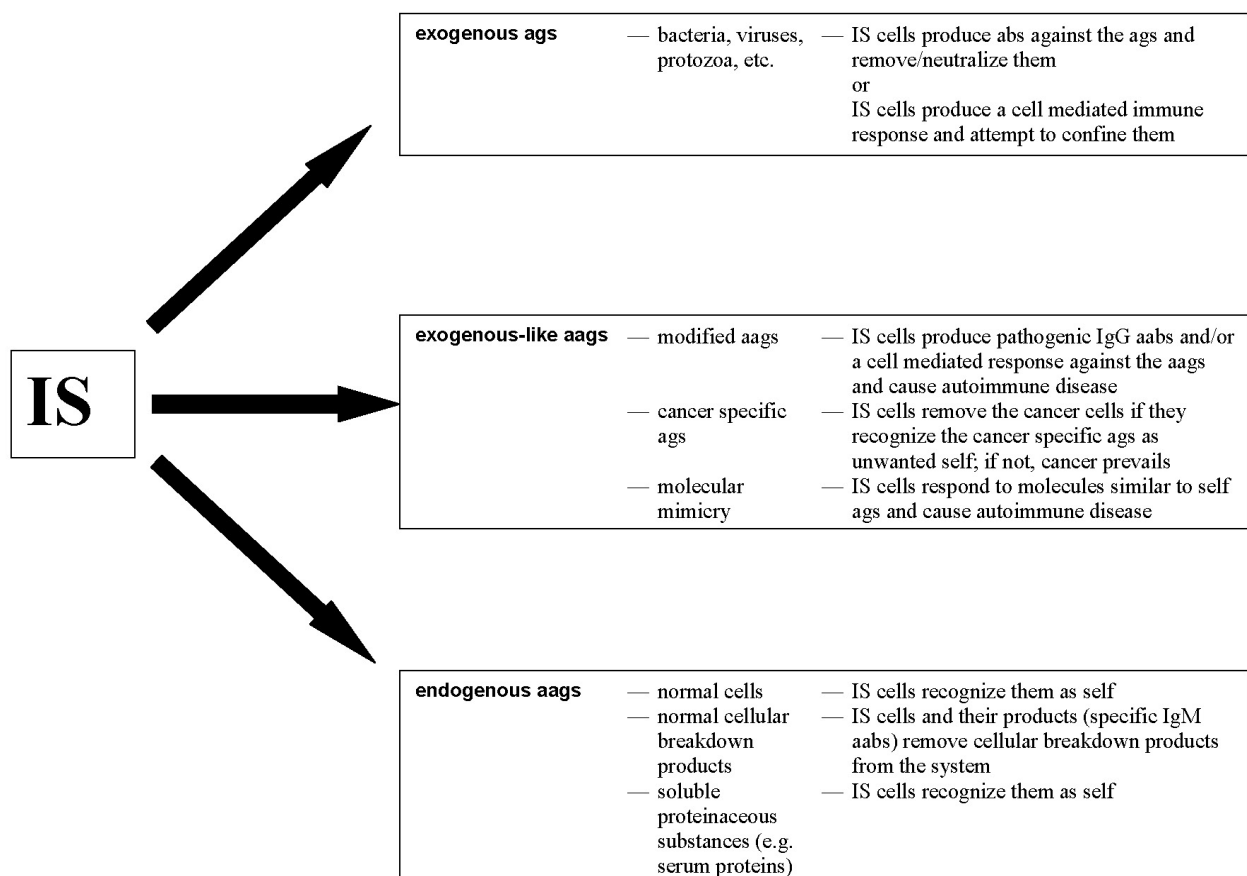 exogenous ags — bacteria, viruses, — IS cells produce abs against the ags and
protozoa, etc. remove/neutralize them
or
IS cells produce a cell mediated immune
response and attempt to confine them
IS
exogenous-like aags — modified aags — IS cells produce pathogenic IgG aabs and/or
a cell mediated response against the aags
and cause autoimmune disease
— cancer specific — IS cells remove the cancer cells if they
ags recognize the cancer specific ags as
unwanted self; if not, cancer prevails
— molecular — IS cells respond to molecules similar to self
mimicry ags and cause autoimmune disease
endogenous aags — normal cells — IS cells recognize them as self
— normal cellular — IS cells and their products (specific IgM
breakdown aabs) remove cellular breakdown products
products from the system
— soluble — IS cells recognize them as self
proteinaceous
substances (e.g.
serum proteins)